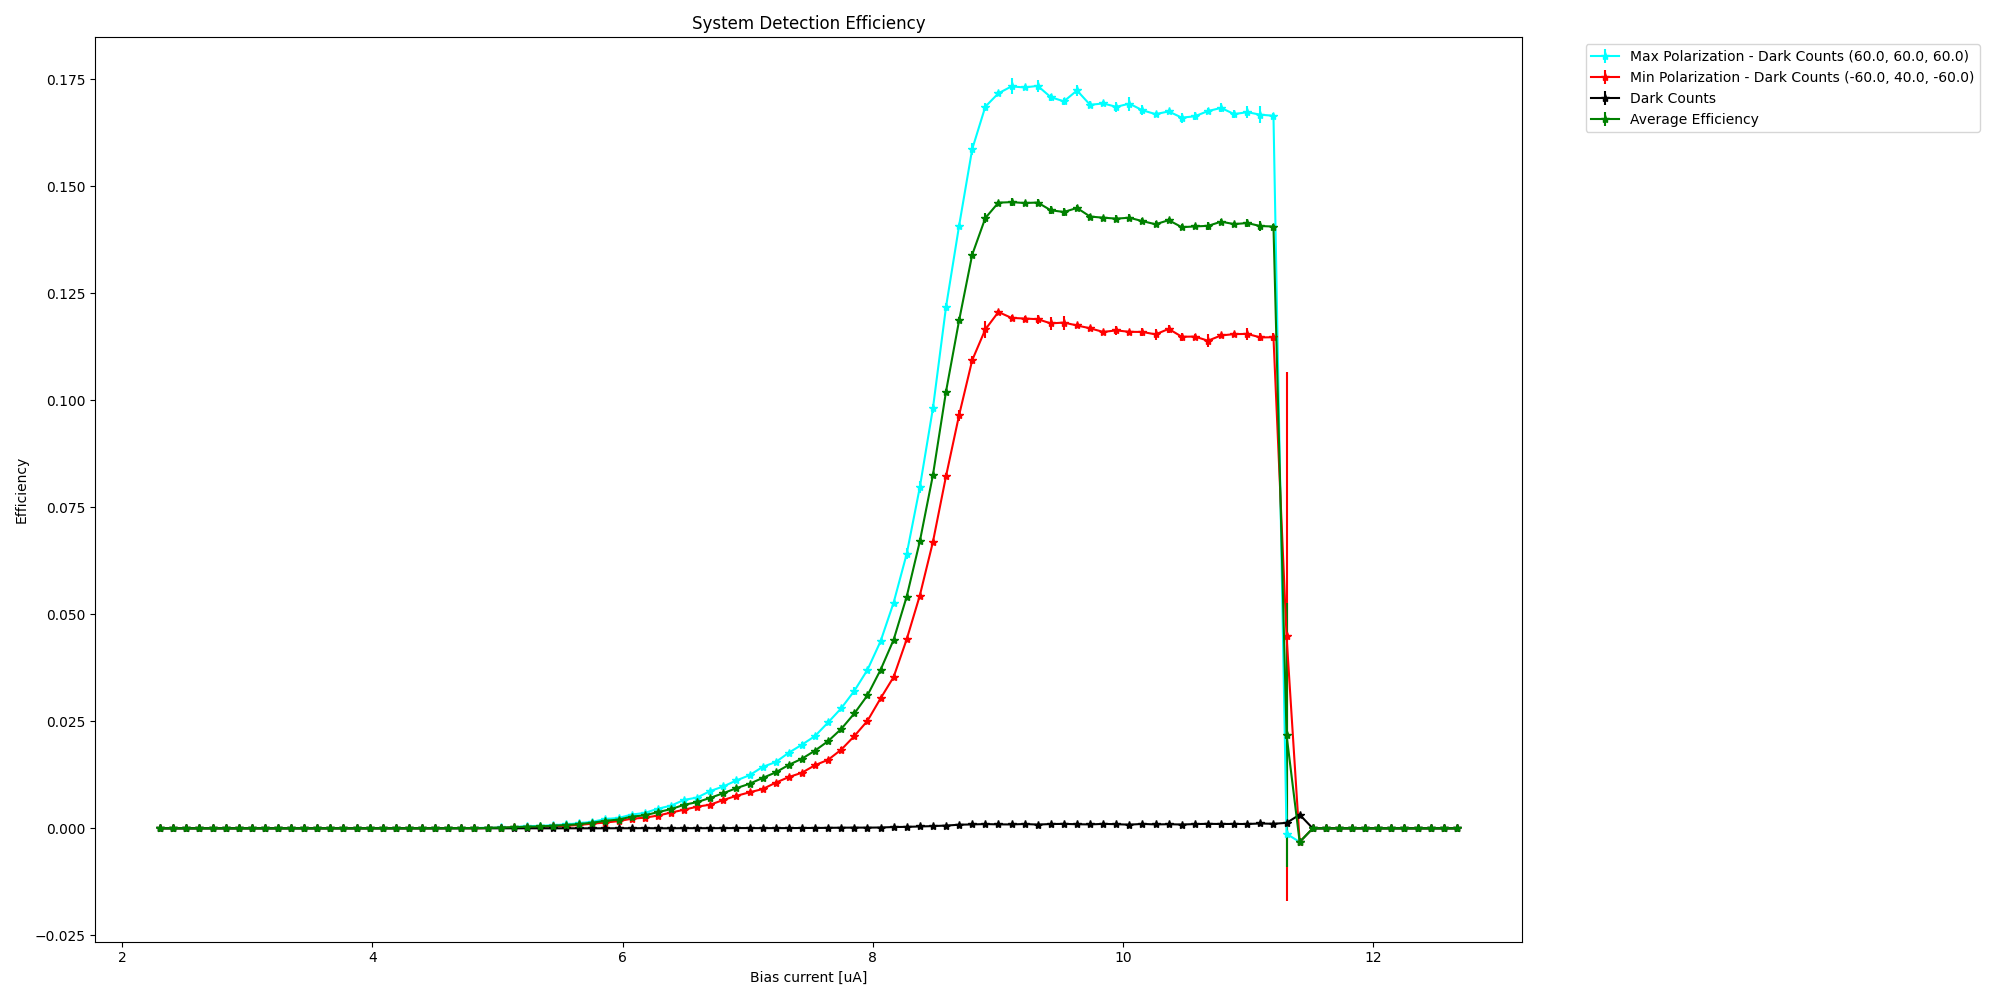 System Detection Efficiency
Max Polarization - Dark Counts (60.0, 60.0, 60.0)
Min Polarization - Dark Counts (-60.0, 40.0, -60.0)
Dark Counts
Average Efficiency
Efficiency
0.175
0.150
0.125
0.100
0.075
0.050
0.025
0.000
−0.025
2 4 6 8 10 12
Bias current [uA]